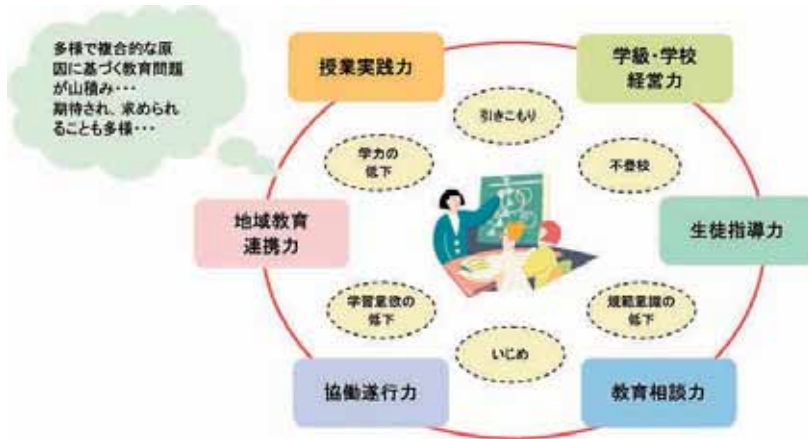 多様で複合的な原
因に基づく教育問題
が山積み・・・
期待され、求められ
ることも多様・・・
授業実践力
学級・学校
経営力
引きこもり
学力の
低下
不登校
地域教育
連携力
生徒指導力
学習意欲の
低下
規範意識の
低下
いじめ
協働遂行力
教育相談力